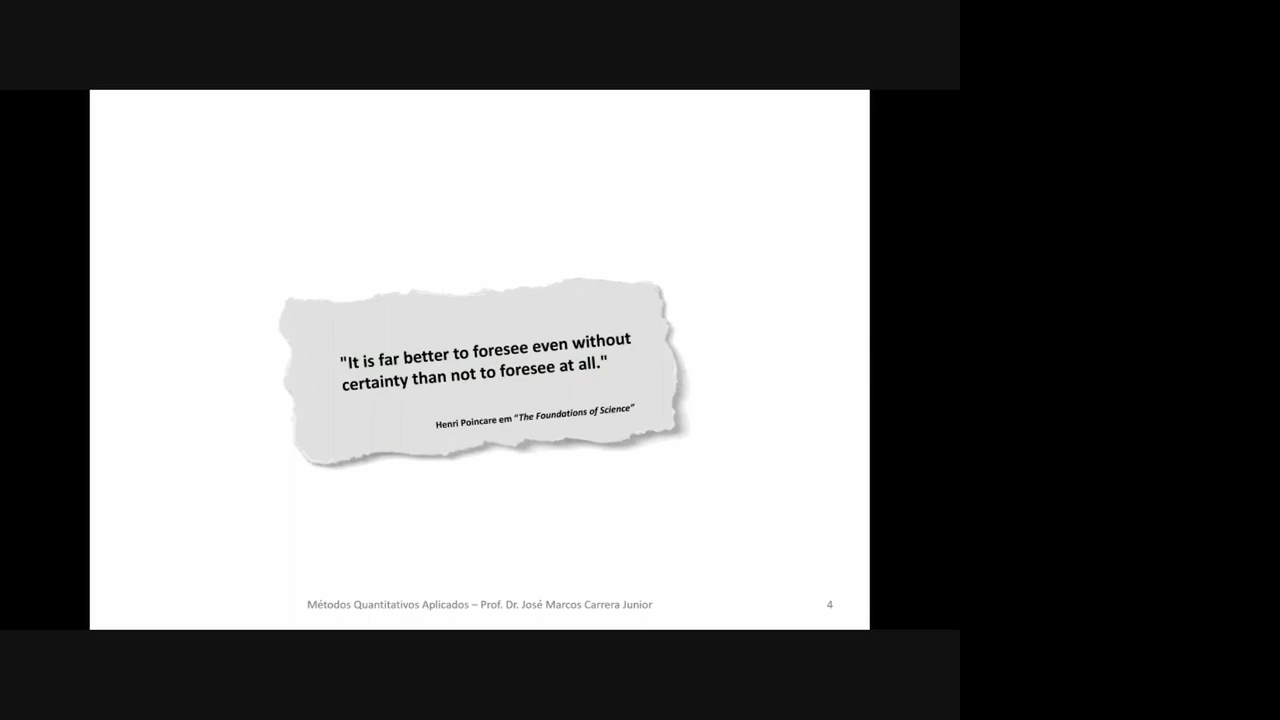 "It is far better to foresee even without
certainty than not to foresee at all."
Henri Poincare em “The Foundations of Science”
Métodos Quantitativos Aplicados – Prof. Dr. José Marcos Carrera Junior
4